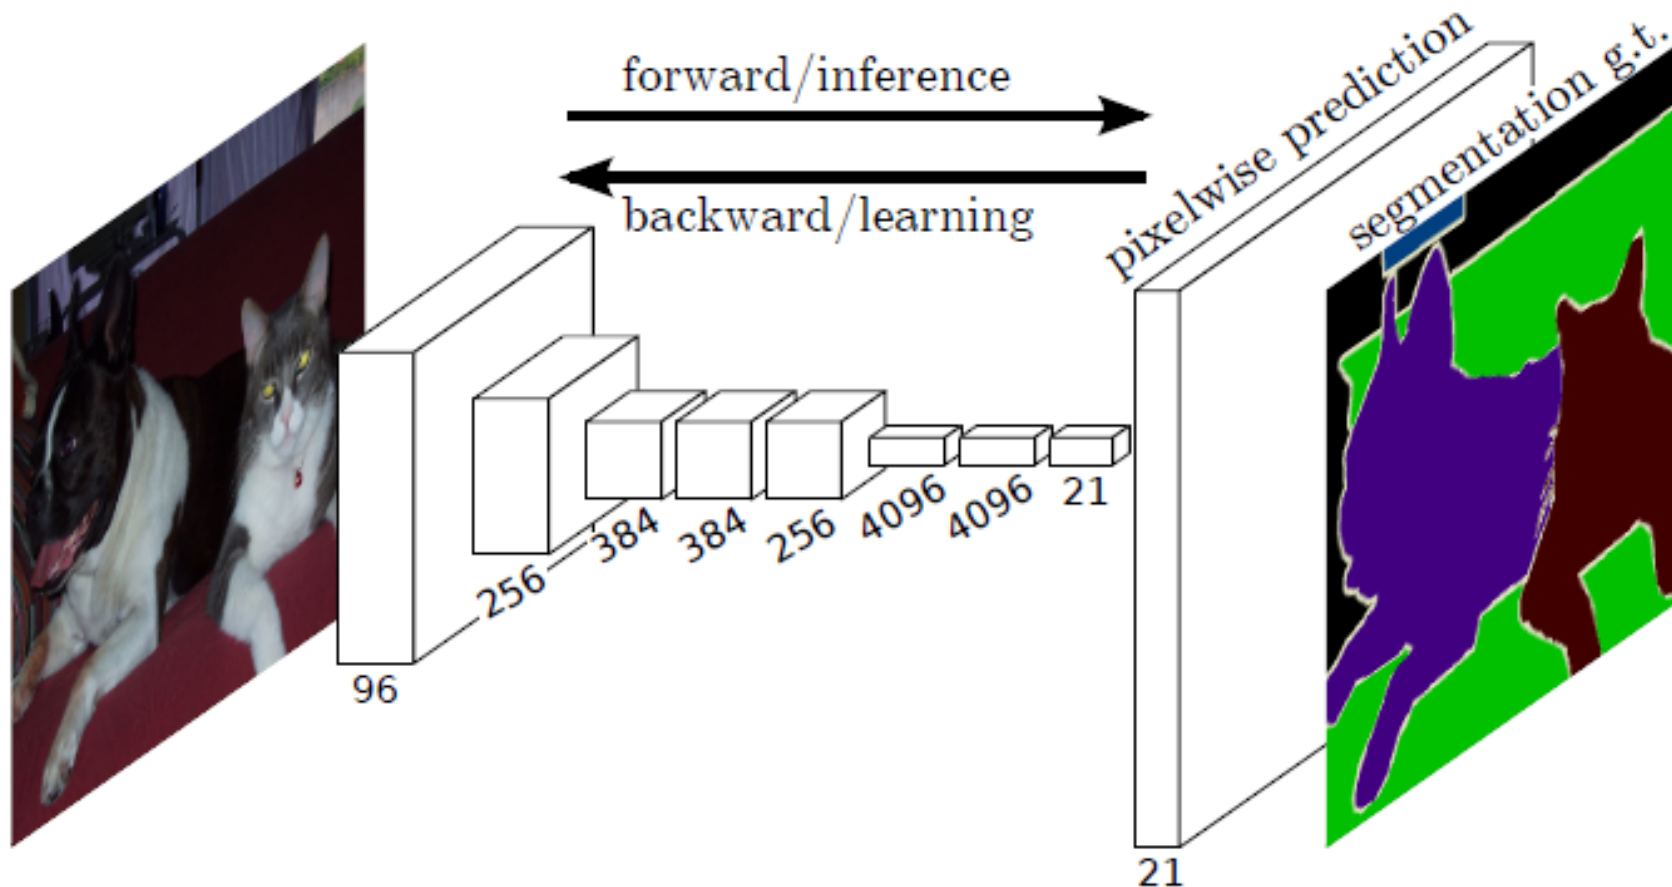 forward/inference
backward/learning
pixelwise prediction
segmentation g.t.
96
256
384
384
256
4096
4096
21
21